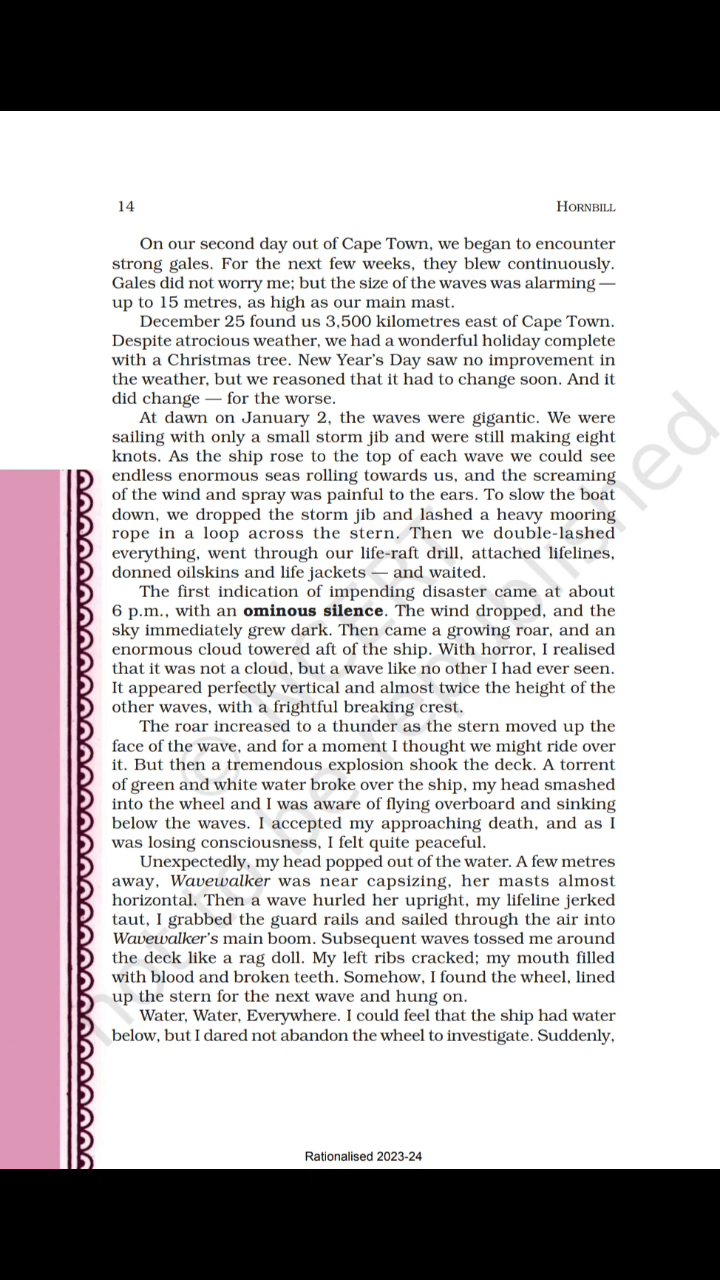 14
HORNBILL
On our second day out of Cape Town, we began to encounter
strong gales. For the next few weeks, they blew continuously.
Gales did not worry me; but the size of the waves was alarming —
up to 15 metres, as high as our main mast.
December 25 found us 3,500 kilometres east of Cape Town.
Despite atrocious weather, we had a wonderful holiday complete
with a Christmas tree. New Year's Day saw no improvement in
the weather, but we reasoned that it had to change soon. And it
did change — for the worse.
At dawn on January 2, the waves were gigantic. We were
sailing with only a small storm jib and were still making eight
knots. As the ship rose to the top of each wave we could see
endless enormous seas rolling towards us, and the screaming
of the wind and spray was painful to the ears. To slow the boat
down, we dropped the storm jib and lashed a heavy mooring
rope in a loop across the stern. Then we double-lashed
everything, went through our life-raft drill, attached lifelines,
donned oilskins and life jackets — and waited.
The first indication of impending disaster came at about
6 p.m., with an ominous silence. The wind dropped, and the
sky immediately grew dark. Then came a growing roar, and an
enormous cloud towered aft of the ship. With horror, I realised
that it was not a cloud, but a wave like no other I had ever seen.
It appeared perfectly vertical and almost twice the height of the
other waves, with a frightful breaking crest.
The roar increased to a thunder as the stern moved up the
face of the wave, and for a moment I thought we might ride over
it. But then a tremendous explosion shook the deck. A torrent
of green and white water broke over the ship, my head smashed
into the wheel and I was aware of flying overboard and sinking
below the waves. I accepted my approaching death, and as I
was losing consciousness, I felt quite peaceful.
Unexpectedly, my head popped out of the water. A few metres
away, Wavewalker was near capsizing, her masts almost
horizontal. Then a wave hurled her upright, my lifeline jerked
taut, I grabbed the guard rails and sailed through the air into
Wavewalker's main boom. Subsequent waves tossed me around
the deck like a rag doll. My left ribs cracked; my mouth filled
with blood and broken teeth. Somehow, I found the wheel, lined
up the stern for the next wave and hung on.
Water, Water, Everywhere. I could feel that the ship had water
below, but I dared not abandon the wheel to investigate. Suddenly,
© NCERT
not to be republished
Rationalised 2023-24